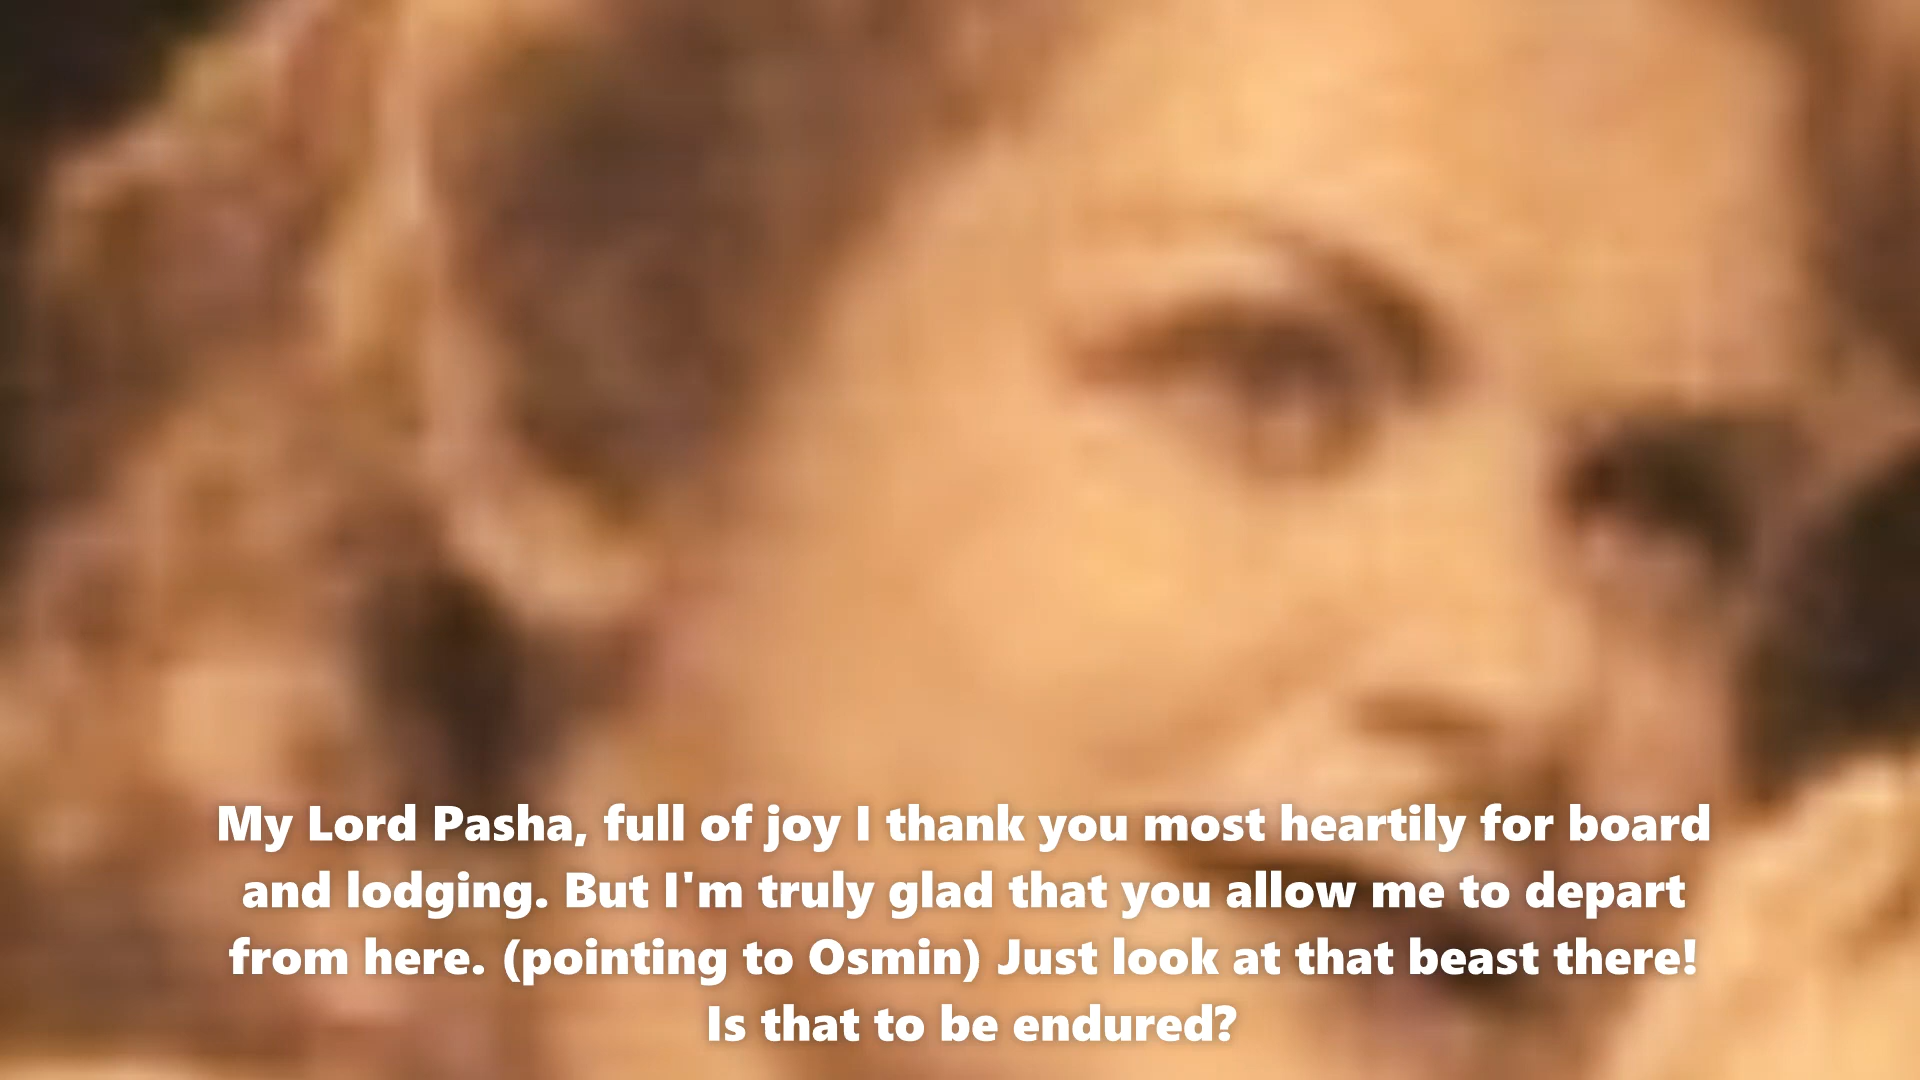 My Lord Pasha, full of joy I thank you most heartily for board
and lodging. But I'm truly glad that you allow me to depart
from here. (pointing to Osmin) Just look at that beast there!
Is that to be endured?